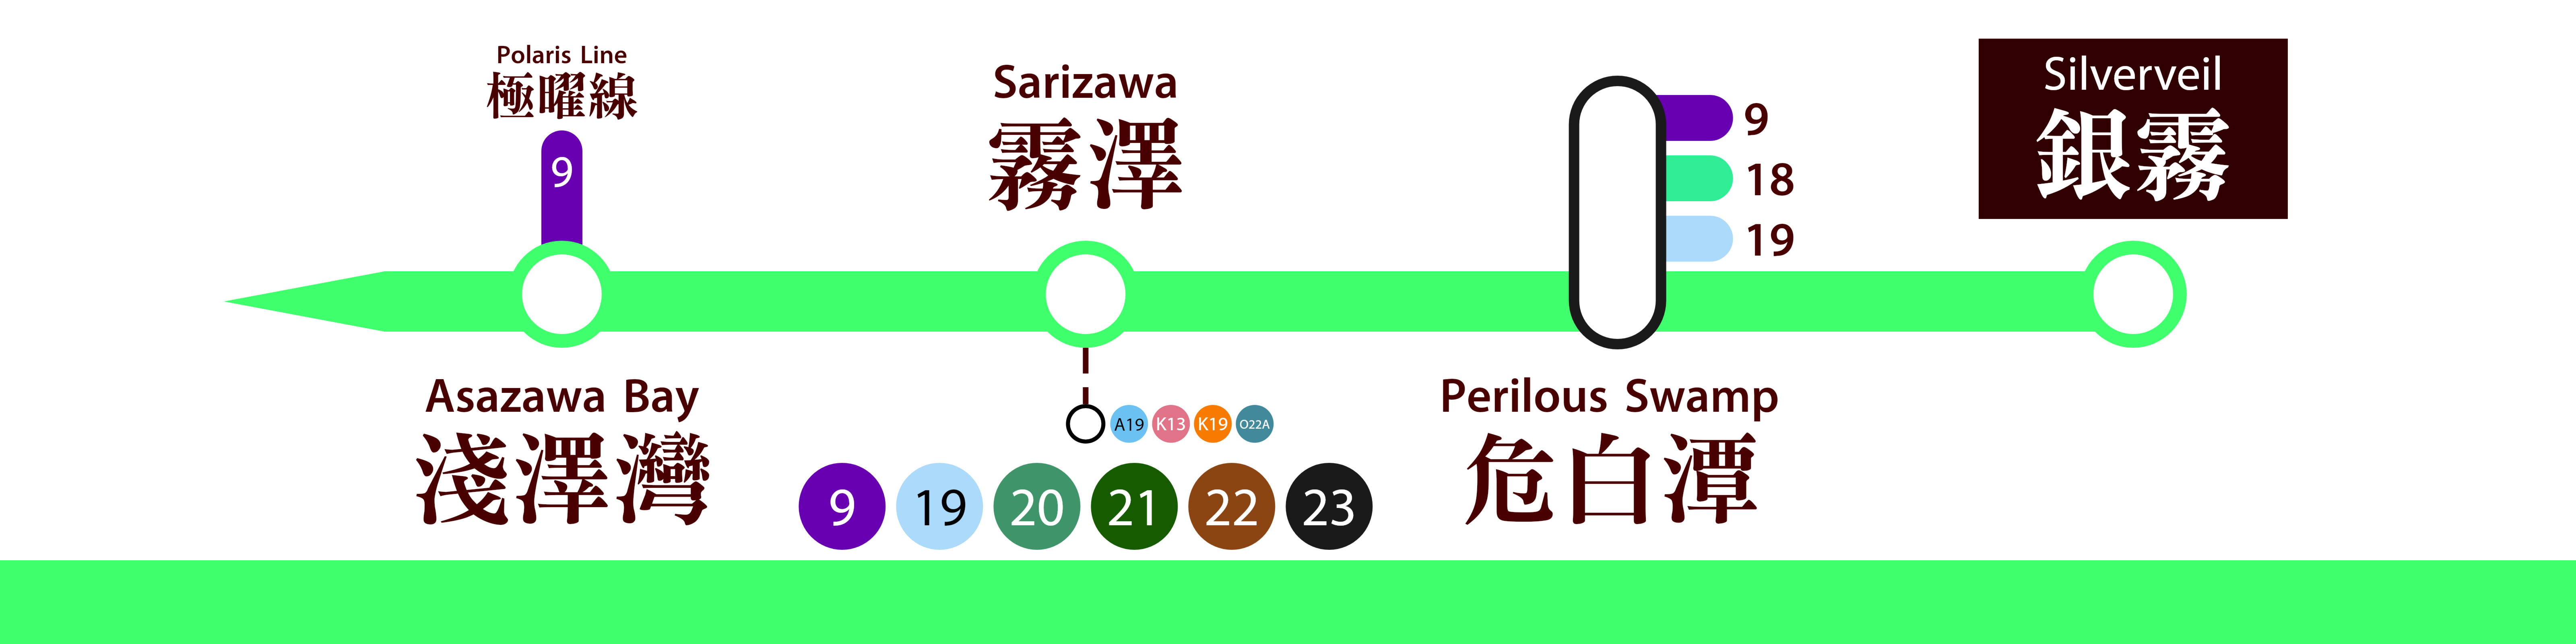 Polaris Line
極曜線
9
Asazawa Bay
淺澤灣
Sarizawa
霧澤
A19 K13 K19 O22A
9 19 20 21 22 23
9
18
19
Perilous Swamp
危白潭
Silverveil
銀霧